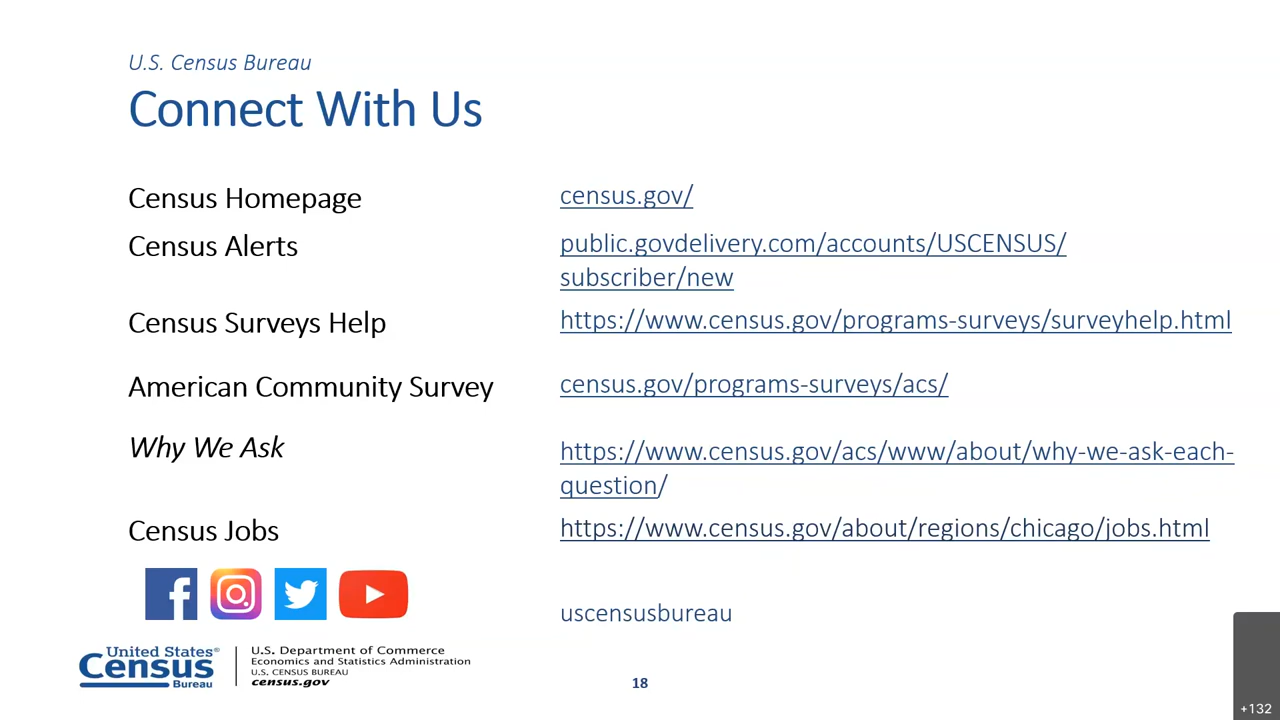 U.S. Census Bureau
Connect With Us
Census Homepage census.gov/
Census Alerts public.govdelivery.com/accounts/USCENSUS/
subscriber/new
Census Surveys Help https://www.census.gov/programs-surveys/surveyhelp.html
American Community Survey census.gov/programs-surveys/acs/
Why We Ask https://www.census.gov/acs/www/about/why-we-ask-each-
question/
Census Jobs https://www.census.gov/about/regions/chicago/jobs.html
uscensusbureau
United States®
Census
Bureau
U.S. Department of Commerce
Economics and Statistics Administration
U.S. CENSUS BUREAU
census.gov
18
+132